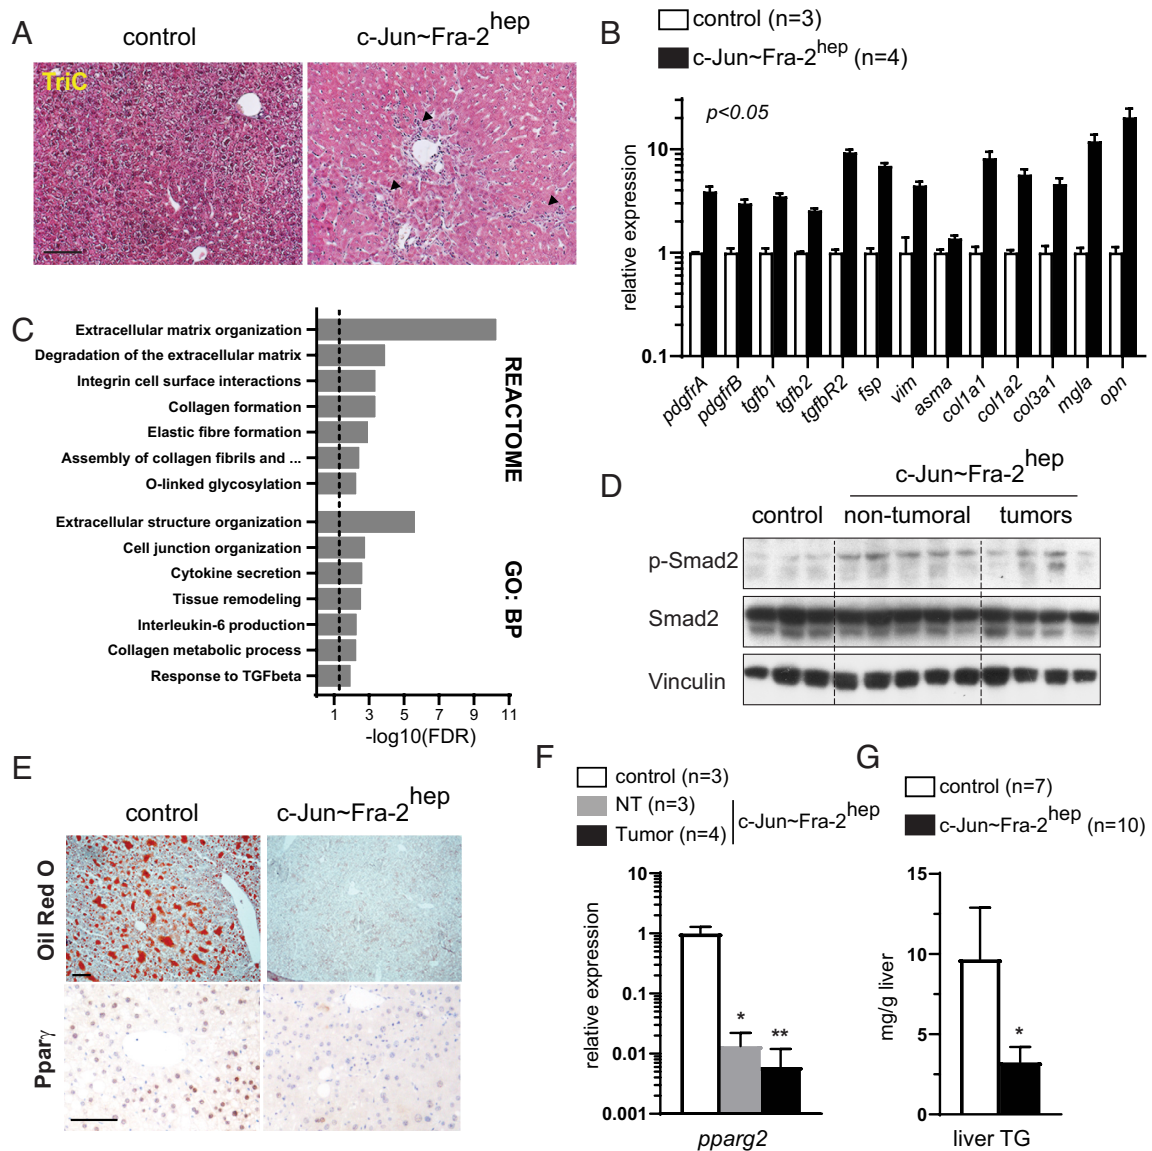 A
control
c-Jun~Fra-2hep
TriC
B
control (n=3)
c-Jun~Fra-2hep (n=4)
p<0.05
relative expression
10
1
0.1
pdgfrA
pdgfrB
tgfb1
tgfb2
tgfbR2
fsp
vim
asma
col1a1
col1a2
col3a1
mgla
opn
C
Extracellular matrix organization
Degradation of the extracellular matrix
Integrin cell surface interactions
Collagen formation
Elastic fibre formation
Assembly of collagen fibrils and ...
O-linked glycosylation
REACTOME
Extracellular structure organization
Cell junction organization
Cytokine secretion
Tissue remodeling
Interleukin-6 production
Collagen metabolic process
Response to TGFbeta
GO: BP
1 3 5 7 9 11
-log10(FDR)
D
c-Jun~Fra-2hep
control non-tumoral tumors
p-Smad2
Smad2
Vinculin
E
control
c-Jun~Fra-2hep
Oil Red O
Pparγ
F
control (n=3)
NT (n=3)
Tumor (n=4)
c-Jun~Fra-2hep
relative expression
10
1
0.1
0.01
0.001
*
**
pparg2
G
control (n=7)
c-Jun~Fra-2hep (n=10)
mg/g liver
15
10
5
0
*
liver TG